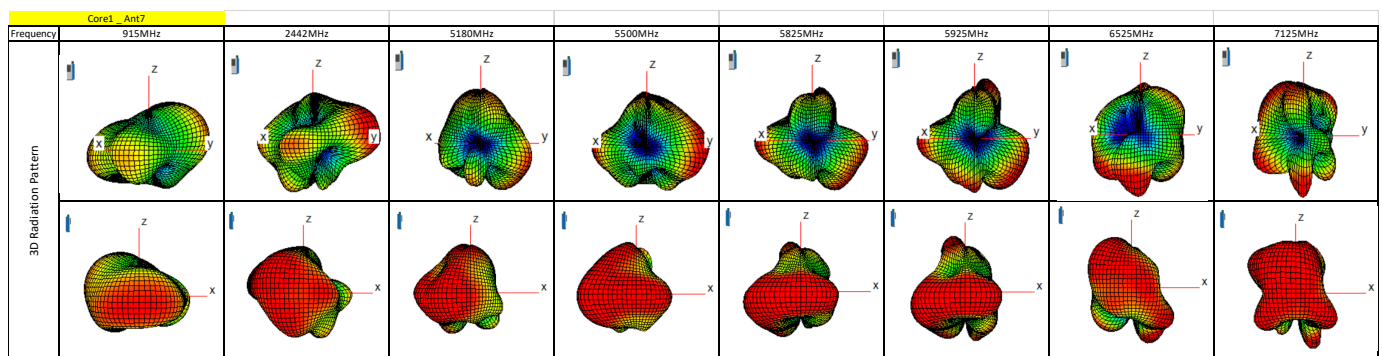 Core1 _ Ant7
Frequency 915MHz 2442MHz 5180MHz 5500MHz 5825MHz 5925MHz 6525MHz 7125MHz
3D Radiation Pattern
z z z z z z z z
x y x y x y x y x y x y x y x y
z z z z z z z z
x x x x x x x x